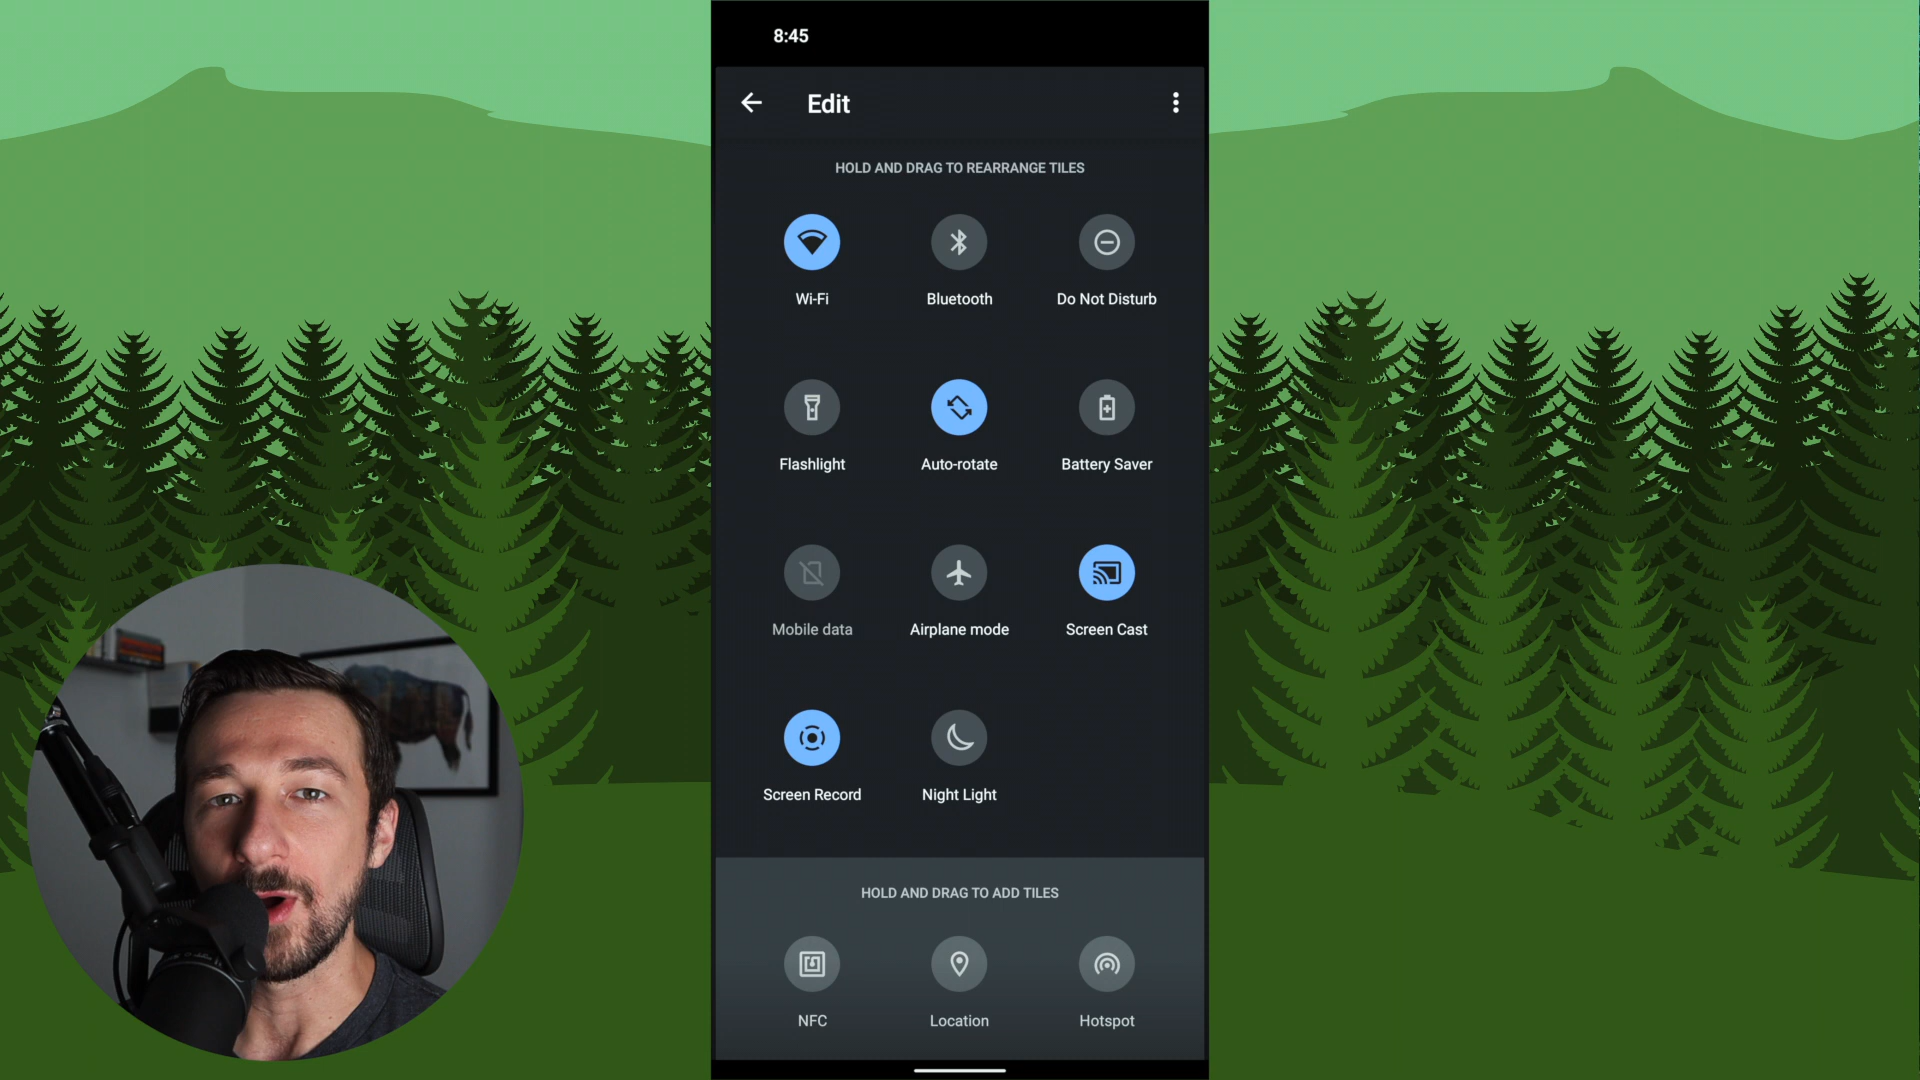 8:45
Edit
HOLD AND DRAG TO REARRANGE TILES
Wi-Fi
Bluetooth
Do Not Disturb
Flashlight
Auto-rotate
Battery Saver
Mobile data
Airplane mode
Screen Cast
Screen Record
Night Light
HOLD AND DRAG TO ADD TILES
NFC
Location
Hotspot